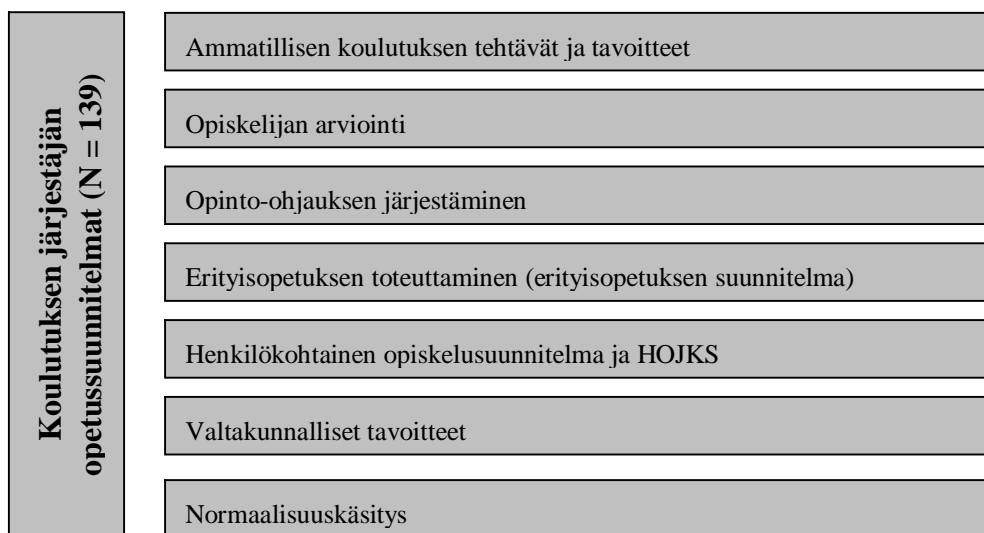 Koulutuksen järjestäjän
opetussuunnitelmat (N = 139)
Ammatillisen koulutuksen tehtävät ja tavoitteet
Opiskelijan arviointi
Opinto-ohjauksen järjestäminen
Erityisopetuksen toteuttaminen (erityisopetuksen suunnitelma)
Henkilökohtainen opiskelusuunnitelma ja HOJKS
Valtakunnalliset tavoitteet
Normaalisuuskäsitys